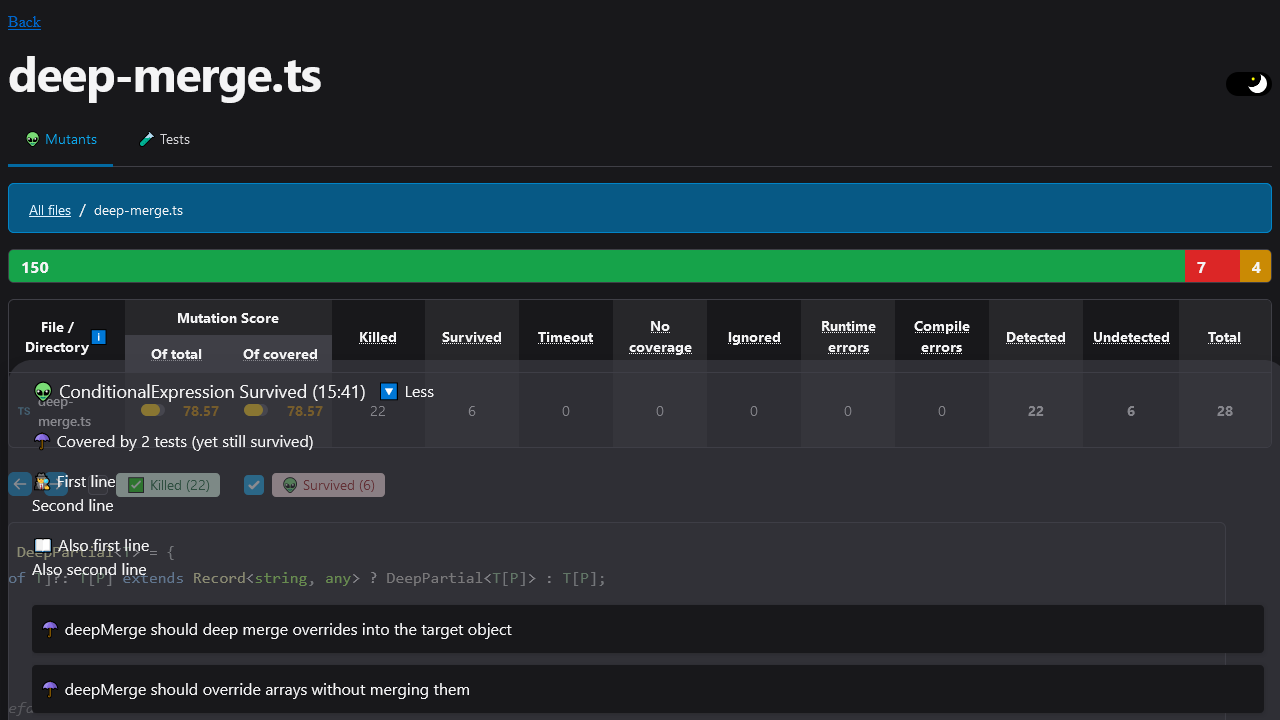 Back
deep-merge.ts
👽 Mutants 🧪 Tests
All files / deep-merge.ts
150 7 4
File / Directory ℹ Mutation Score Of total Of covered Killed Survived Timeout No coverage Ignored Runtime errors Compile errors Detected Undetected Total
👽 ConditionalExpression Survived (15:41) 🔽 Less
TS deep-merge.ts 78.57 78.57 22 6 0 0 0 0 0 22 6 28
☂️ Covered by 2 tests (yet still survived)
🕵️ First line
✅ Killed (22) 👽 Survived (6)
Second line
📖 Also first line
DeepPartial<T> = {
Also second line
of T]?: T[P] extends Record<string, any> ? DeepPartial<T[P]> : T[P];
☂️ deepMerge should deep merge overrides into the target object
☂️ deepMerge should override arrays without merging them